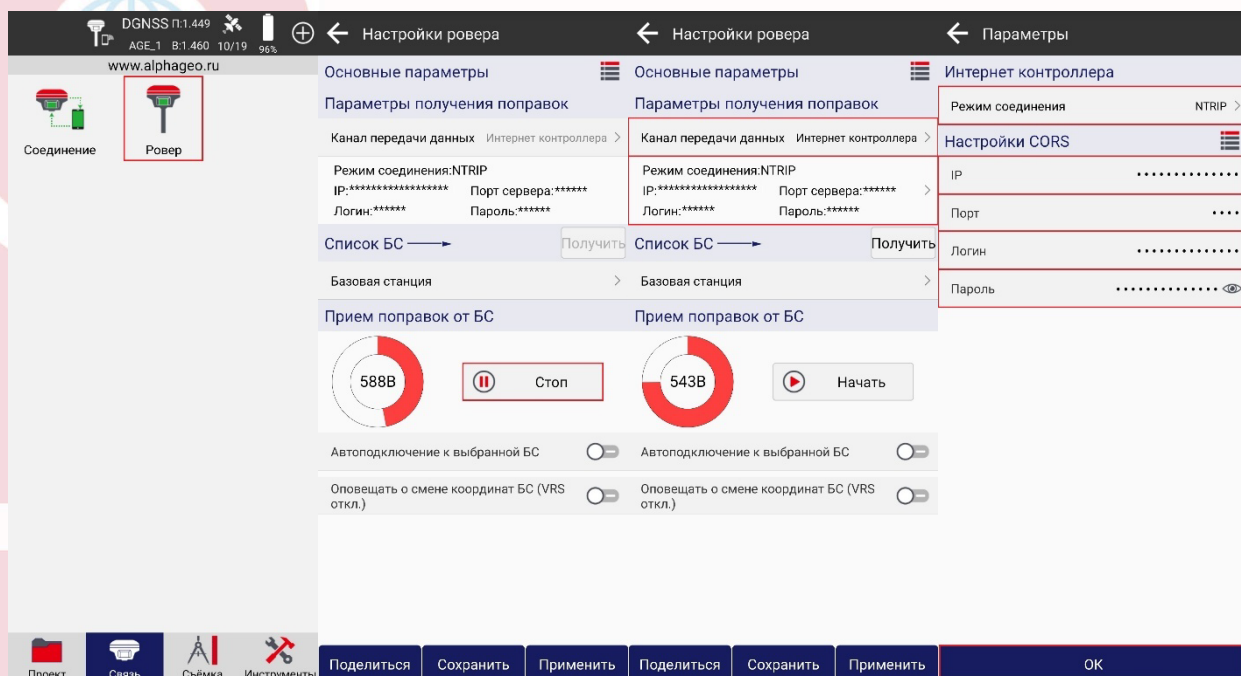 DGNSS П:1.449
AGE_1 В:1.460 10/19 96%
www.alphageo.ru
Соединение
Ровер
Проект
Связь
Съёмка
Инструменты
Настройки ровера
Основные параметры
Параметры получения поправок
Канал передачи данных Интернет контроллера >
Режим соединения:NTRIP
IP:****************** Порт сервера:******
Логин:****** Пароль:******
Список БС Получить
Базовая станция >
Прием поправок от БС
588B
Стоп
Автоподключение к выбранной БС
Оповещать о смене координат БС (VRS
откл.)
Поделиться Сохранить Применить
Настройки ровера
Основные параметры
Параметры получения поправок
Канал передачи данных Интернет контроллера >
Режим соединения:NTRIP
IP:****************** Порт сервера:****** >
Логин:****** Пароль:******
Список БС Получить
Базовая станция >
Прием поправок от БС
543B
Начать
Автоподключение к выбранной БС
Оповещать о смене координат БС (VRS
откл.)
Поделиться Сохранить Применить
Параметры
Интернет контроллера
Режим соединения NTRIP >
Настройки CORS
IP ••••••••••••••
Порт ••••
Логин ••••••••••••••
Пароль •••••••••••••••
OK